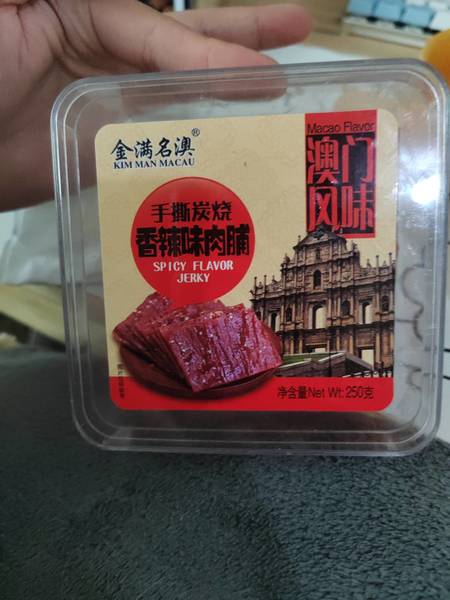 金满名澳®
KIM MAN MACAU
Macao Flavor
澳门
风味
手撕炭烧
香辣味肉脯
SPICY FLAVOR
JERKY
净含量Net Wt: 250克